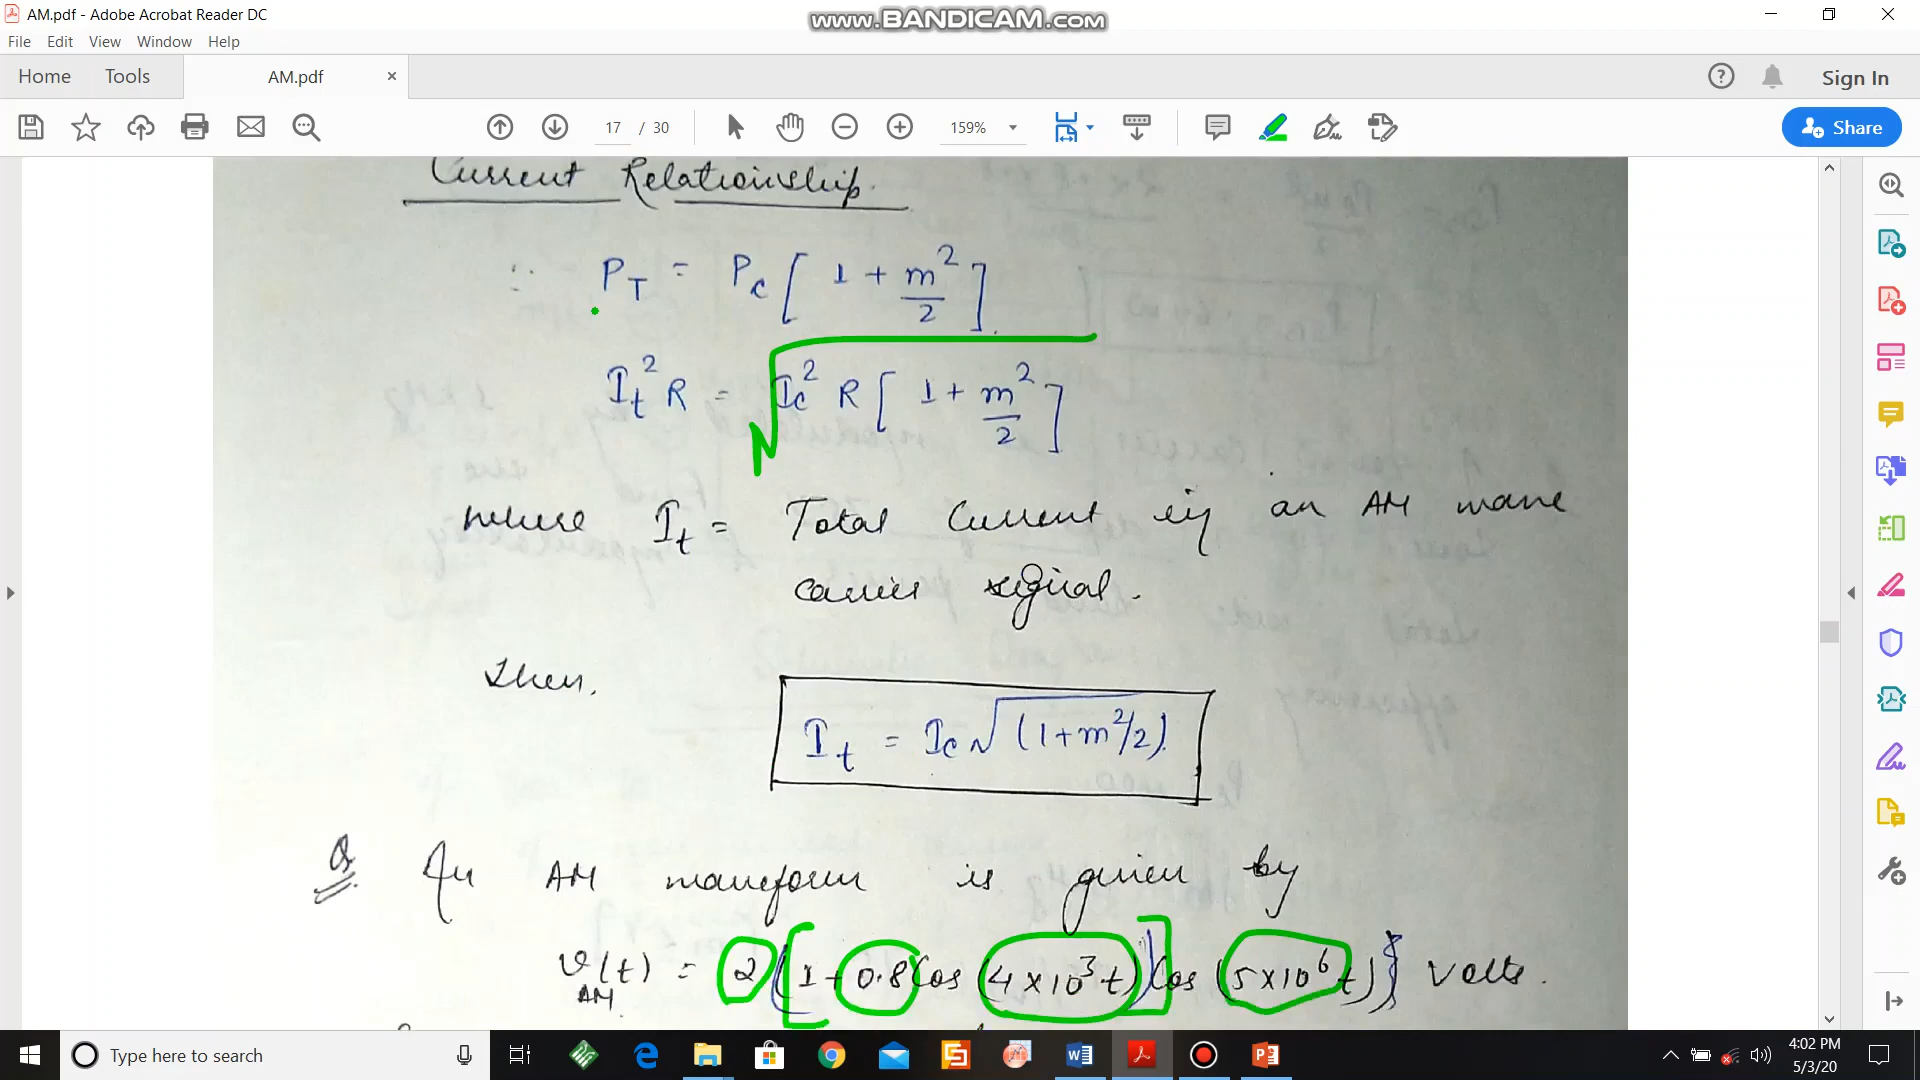 AM.pdf - Adobe Acrobat Reader DC
www.BANDICAM.com
File Edit View Window Help
Home Tools AM.pdf × Sign In
17 / 30 159% Share
Current Relationship.
∵ P_T = P_c [ 1 + m²/2 ]
I_t² R = I_c² R [ 1 + m²/2 ]
where I_t = Total Current in an AM wave
carrier signal.
then,
I_t = I_c √(1+m²/2)
Q An AM waveform is given by
v(t)_AM = 2 [1 + 0.8 Cos (4×10³t)] Cos (5×10⁶t)} Volts.
Type here to search
4:02 PM
5/3/20